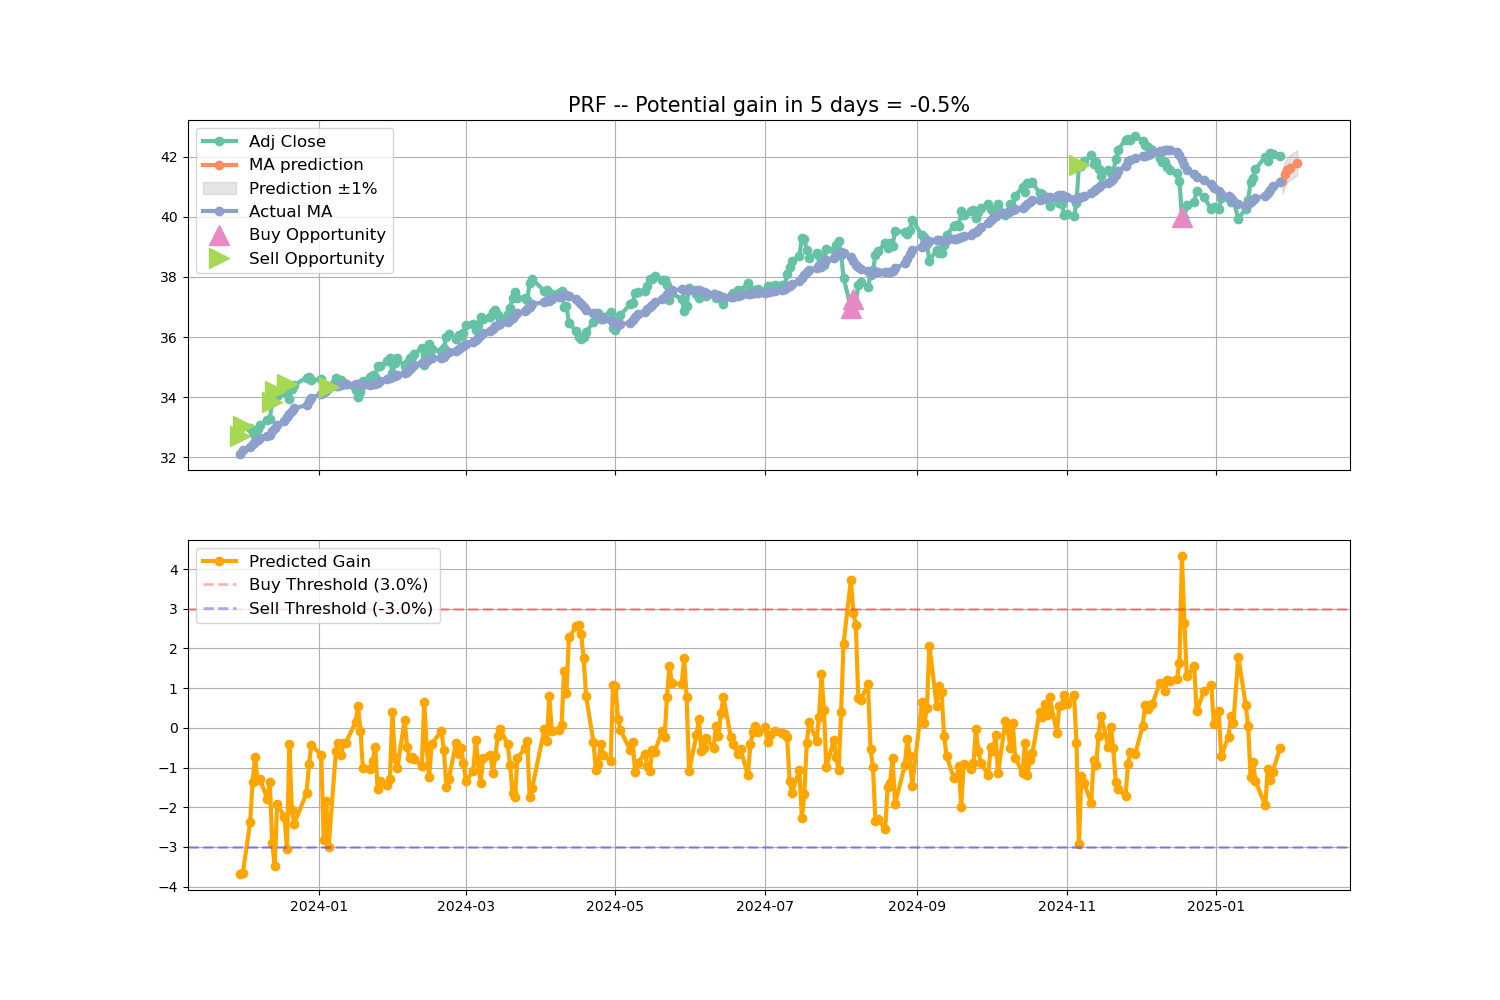 PRF -- Potential gain in 5 days = -0.5%
Adj Close
MA prediction
Prediction ±1%
Actual MA
Buy Opportunity
Sell Opportunity
42
40
38
36
34
32
Predicted Gain
Buy Threshold (3.0%)
Sell Threshold (-3.0%)
4
3
2
1
0
−1
−2
−3
−4
2024-01 2024-03 2024-05 2024-07 2024-09 2024-11 2025-01